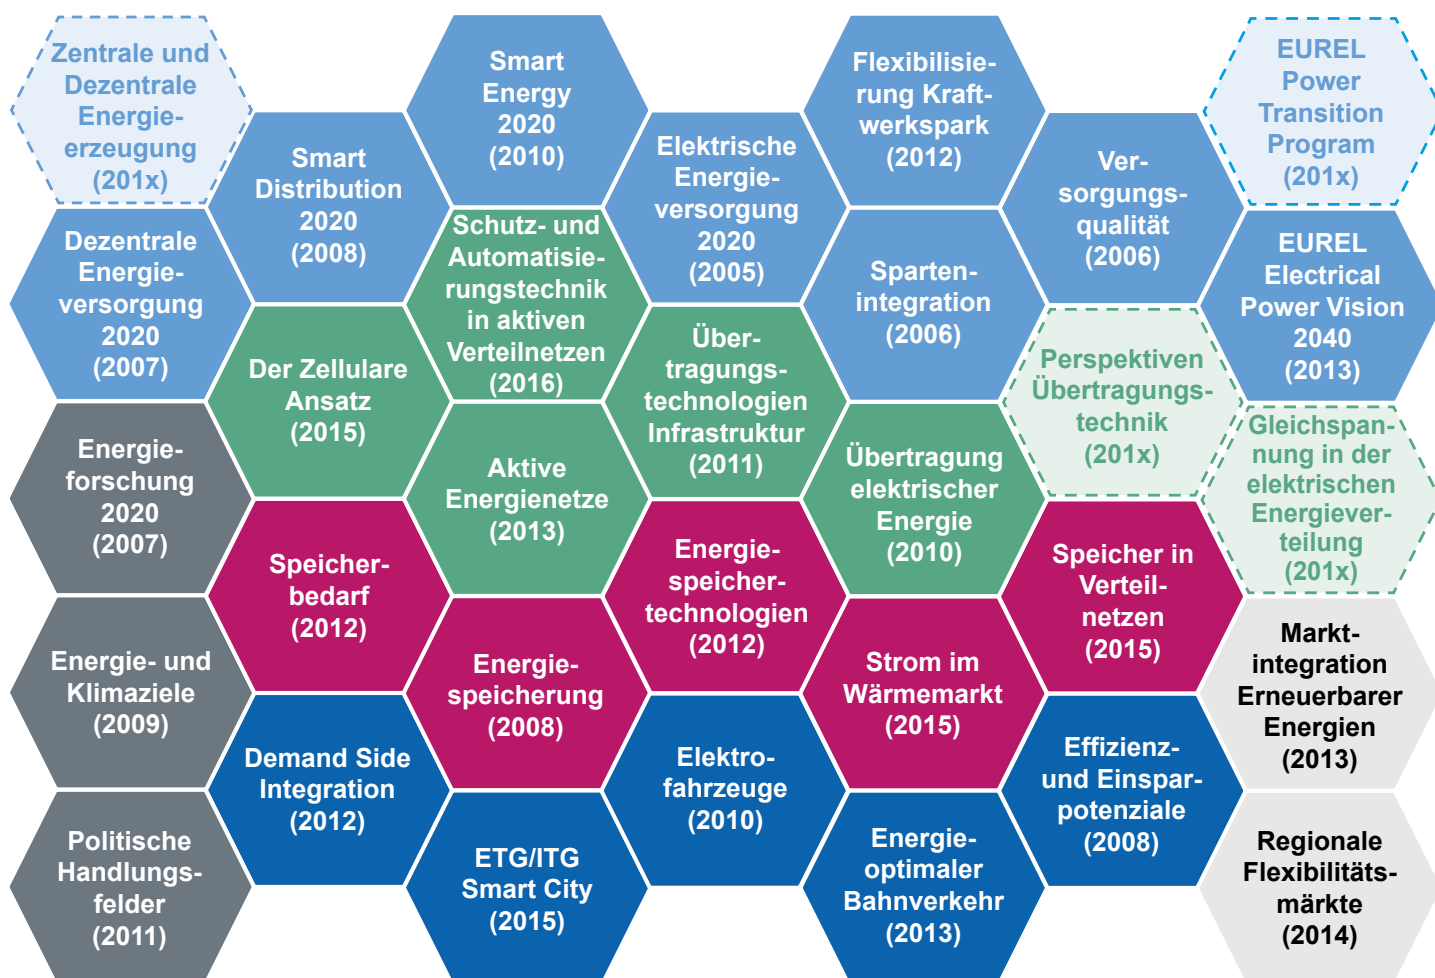 Zentrale und
Dezentrale
Energie-
erzeugung
(201x)
Dezentrale
Energie-
versorgung
2020
(2007)
Energie-
forschung
2020
(2007)
Energie- und
Klimaziele
(2009)
Politische
Handlungs-
felder
(2011)
Smart
Distribution
2020
(2008)
Der Zellulare
Ansatz
(2015)
Speicher-
bedarf
(2012)
Demand Side
Integration
(2012)
Smart
Energy
2020
(2010)
Schutz- und
Automatisie-
rungstechnik
in aktiven
Verteilnetzen
(2016)
Aktive
Energienetze
(2013)
Energie-
speicherung
(2008)
ETG/ITG
Smart City
(2015)
Elektrische
Energie-
versorgung
2020
(2005)
Über-
tragungs-
technologien
Infrastruktur
(2011)
Energie-
speicher-
technologien
(2012)
Elektro-
fahrzeuge
(2010)
Flexibilisie-
rung Kraft-
werkspark
(2012)
Sparten-
integration
(2006)
Übertragung
elektrischer
Energie
(2010)
Strom im
Wärmemarkt
(2015)
Energie-
optimaler
Bahnverkehr
(2013)
Ver-
sorgungs-
qualität
(2006)
Perspektiven
Übertragungs-
technik
(201x)
Speicher in
Verteil-
netzen
(2015)
Effizienz-
und Einspar-
potenziale
(2008)
EUREL
Power
Transition
Program
(201x)
EUREL
Electrical
Power Vision
2040
(2013)
Gleichspan-
nung in der
elektrischen
Energiever-
teilung
(201x)
Markt-
integration
Erneuerbarer
Energien
(2013)
Regionale
Flexibilitäts-
märkte
(2014)